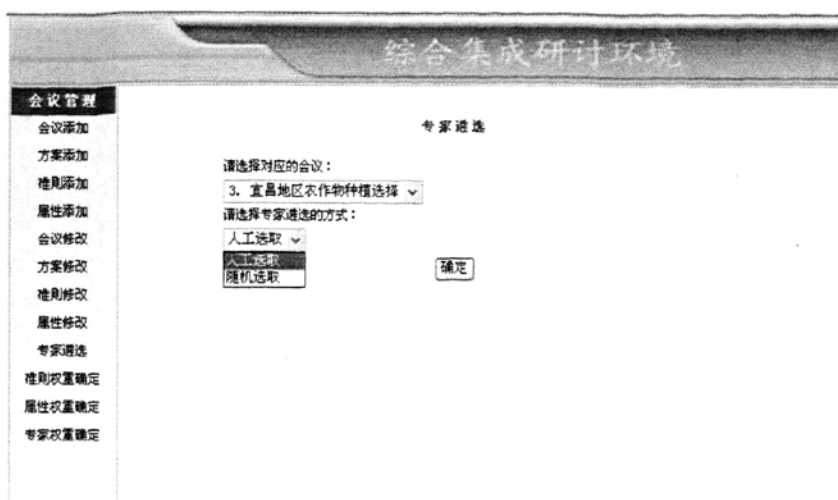 综合集成研讨环境
会议管理
会议添加
方案添加
准则添加
属性添加
会议修改
方案修改
准则修改
属性修改
专家遴选
准则权重确定
属性权重确定
专家权重确定
专家遴选
请选择对应的会议：
3. 宜昌地区农作物种植选择
请选择专家遴选的方式：
人工选取
人工选取
随机选取
确定